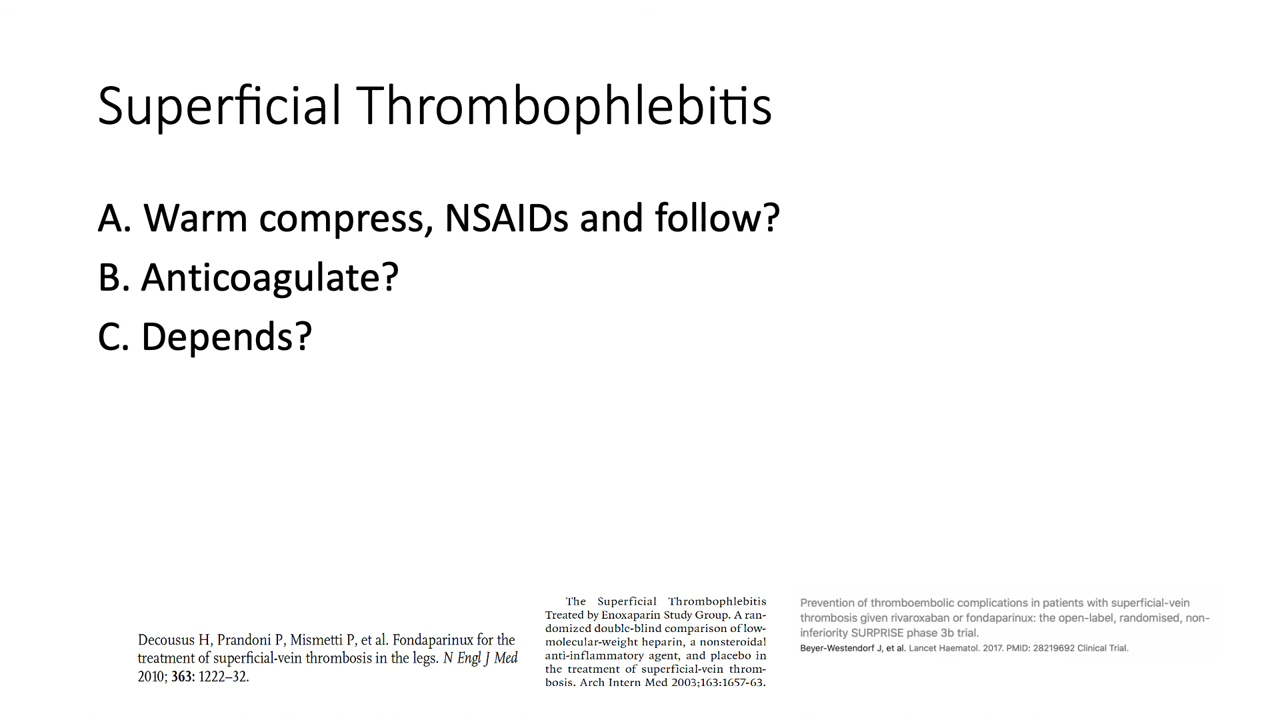 Superficial Thrombophlebitis
A. Warm compress, NSAIDs and follow?
B. Anticoagulate?
C. Depends?
Decousus H, Prandoni P, Mismetti P, et al. Fondaparinux for the
treatment of superficial-vein thrombosis in the legs. N Engl J Med
2010; 363: 1222–32.
The Superficial Thrombophlebitis
Treated by Enoxaparin Study Group. A ran-
domized double-blind comparison of low-
molecular-weight heparin, a nonsteroidal
anti-inflammatory agent, and placebo in
the treatment of superficial-vein throm-
bosis. Arch Intern Med 2003;163:1657-63.
Prevention of thromboembolic complications in patients with superficial-vein
thrombosis given rivaroxaban or fondaparinux: the open-label, randomised, non-
inferiority SURPRISE phase 3b trial.
Beyer-Westendorf J, et al. Lancet Haematol. 2017. PMID: 28219692 Clinical Trial.